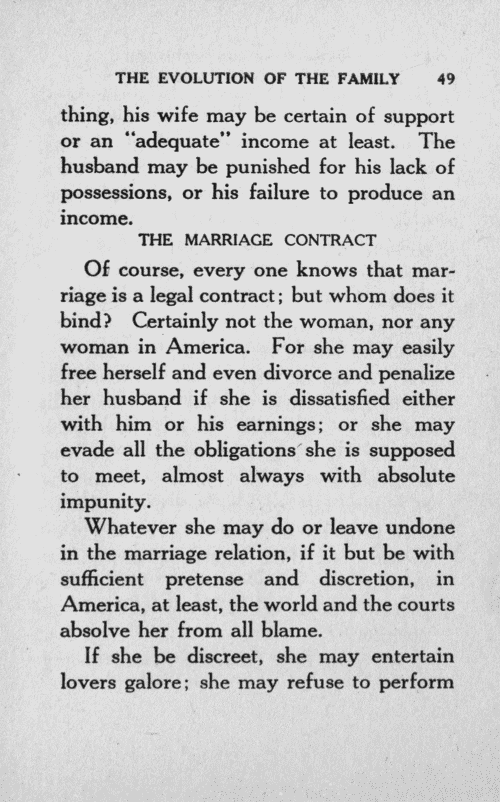 THE EVOLUTION OF THE FAMILY 49
thing, his wife may be certain of support
or an "adequate" income at least. The
husband may be punished for his lack of
possessions, or his failure to produce an
income.
THE MARRIAGE CONTRACT
Of course, every one knows that mar-
riage is a legal contract; but whom does it
bind? Certainly not the woman, nor any
woman in America. For she may easily
free herself and even divorce and penalize
her husband if she is dissatisfied either
with him or his earnings; or she may
evade all the obligations she is supposed
to meet, almost always with absolute
impunity.
Whatever she may do or leave undone
in the marriage relation, if it but be with
sufficient pretense and discretion, in
America, at least, the world and the courts
absolve her from all blame.
If she be discreet, she may entertain
lovers galore; she may refuse to perform